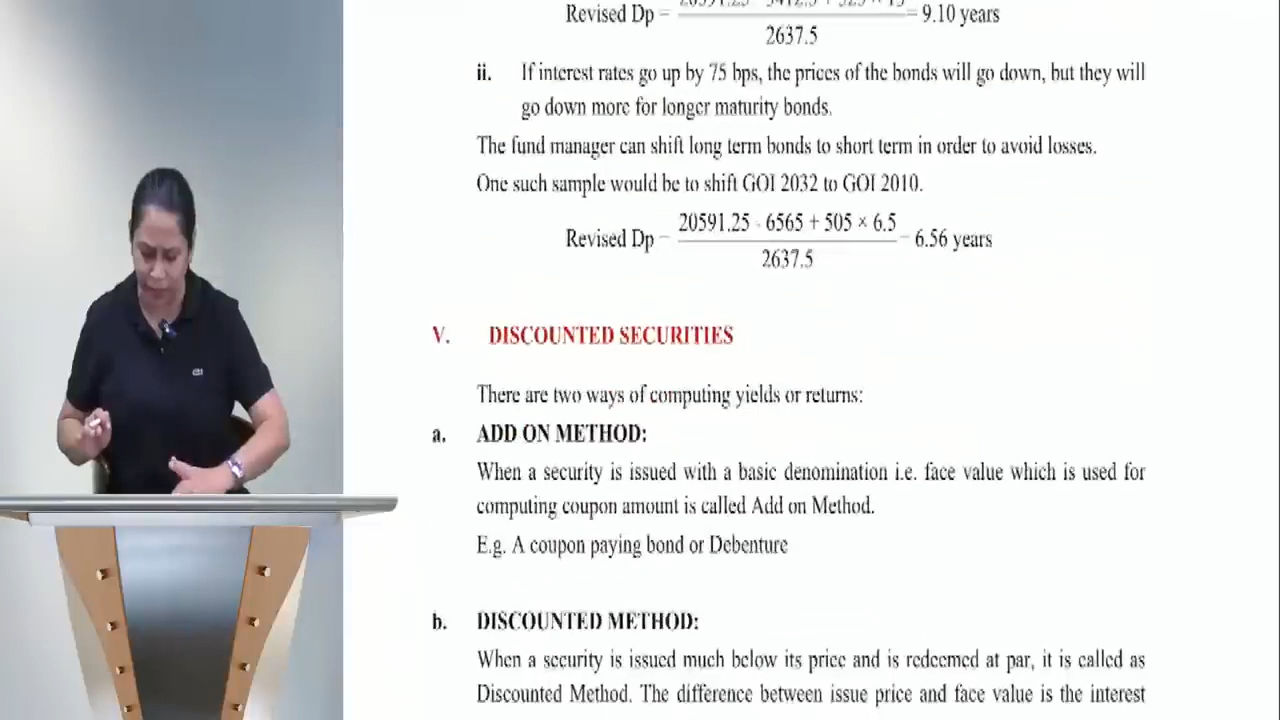 Revised Dp = = 9.10 years
2637.5
ii. If interest rates go up by 75 bps, the prices of the bonds will go down, but they will
go down more for longer maturity bonds.
The fund manager can shift long term bonds to short term in order to avoid losses.
One such sample would be to shift GOI 2032 to GOI 2010.
20591.25 - 6565 + 505 × 6.5
Revised Dp = = 6.56 years
2637.5
V. DISCOUNTED SECURITIES
There are two ways of computing yields or returns:
a. ADD ON METHOD:
When a security is issued with a basic denomination i.e. face value which is used for
computing coupon amount is called Add on Method.
E.g. A coupon paying bond or Debenture
b. DISCOUNTED METHOD:
When a security is issued much below its price and is redeemed at par, it is called as
Discounted Method. The difference between issue price and face value is the interest